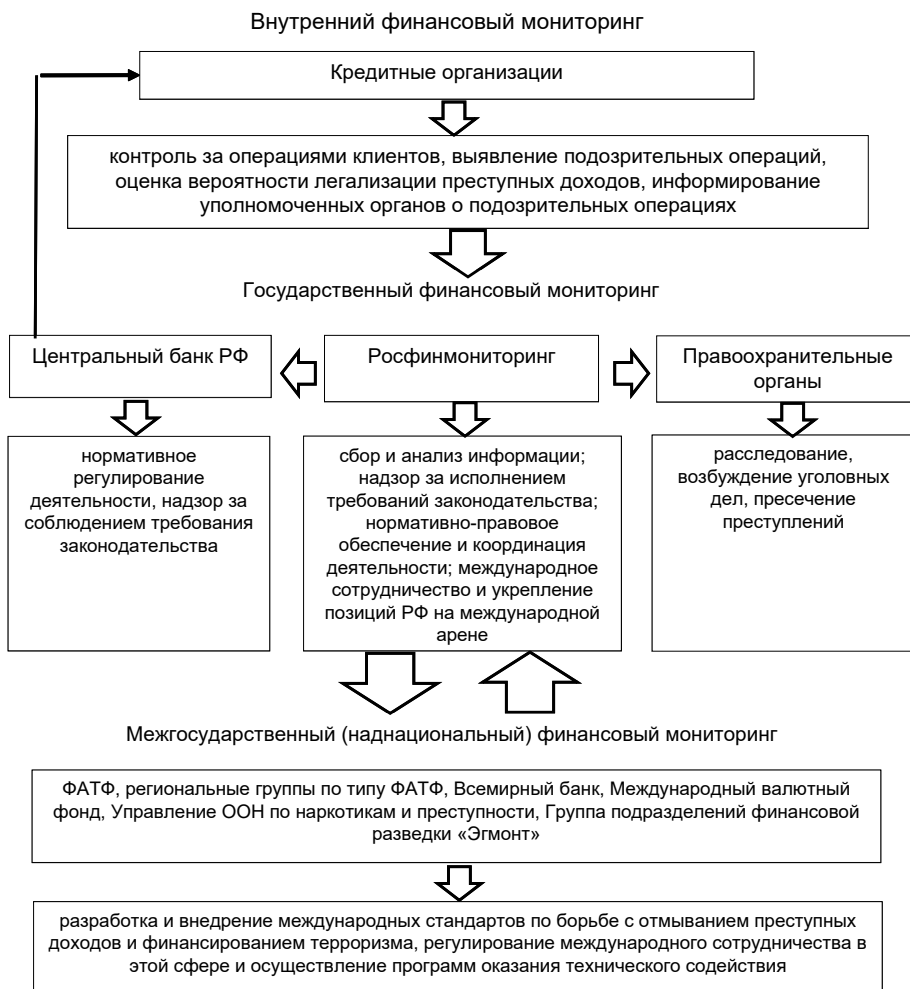 Внутренний финансовый мониторинг
Кредитные организации
контроль за операциями клиентов, выявление подозрительных операций,
оценка вероятности легализации преступных доходов, информирование
уполномоченных органов о подозрительных операциях
Государственный финансовый мониторинг
Центральный банк РФ
Росфинмониторинг
Правоохранительные
органы
нормативное
регулирование
деятельности, надзор за
соблюдением требования
законодательства
сбор и анализ информации;
надзор за исполнением
требований законодательства;
нормативно-правовое
обеспечение и координация
деятельности; международное
сотрудничество и укрепление
позиций РФ на международной
арене
расследование,
возбуждение уголовных
дел, пресечение
преступлений
Межгосударственный (наднациональный) финансовый мониторинг
ФАТФ, региональные группы по типу ФАТФ, Всемирный банк, Международный валютный
фонд, Управление ООН по наркотикам и преступности, Группа подразделений финансовой
разведки «Эгмонт»
разработка и внедрение международных стандартов по борьбе с отмыванием преступных
доходов и финансированием терроризма, регулирование международного сотрудничества в
этой сфере и осуществление программ оказания технического содействия